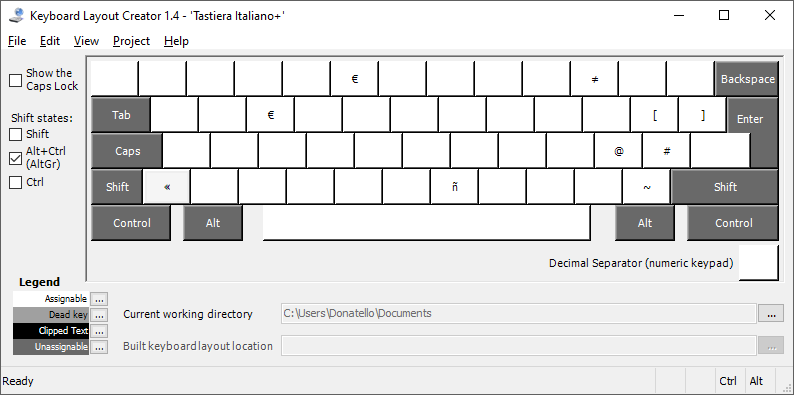 Keyboard Layout Creator 1.4 - 'Tastiera Italiano+'
File Edit View Project Help
Show the
Caps Lock
Shift states:
Shift
Alt+Ctrl
(AltGr)
Ctrl
€ ≠ Backspace
Tab € [ ] Enter
Caps @ #
Shift « ñ ~ Shift
Control Alt Alt Control
Decimal Separator (numeric keypad)
Legend
Assignable ...
Dead key ...
Clipped Text ...
Unassignable ...
Current working directory C:\Users\Donatello\Documents ...
Built keyboard layout location ...
Ready Ctrl Alt